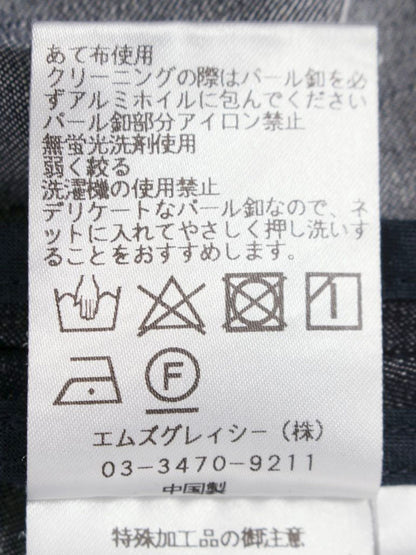 あて布使用
クリーニングの際はパール釦を必
ずアルミホイルに包んでください
パール釦部分アイロン禁止
無蛍光洗剤使用
弱く絞る
洗濯機の使用禁止
デリケートなパール釦なので、ネ
ットに入れてやさしく押し洗いす
ることをおすすめします。
F
エムズグレイシー(株)
03-3470-9211
中国製
特殊加工品の御注意